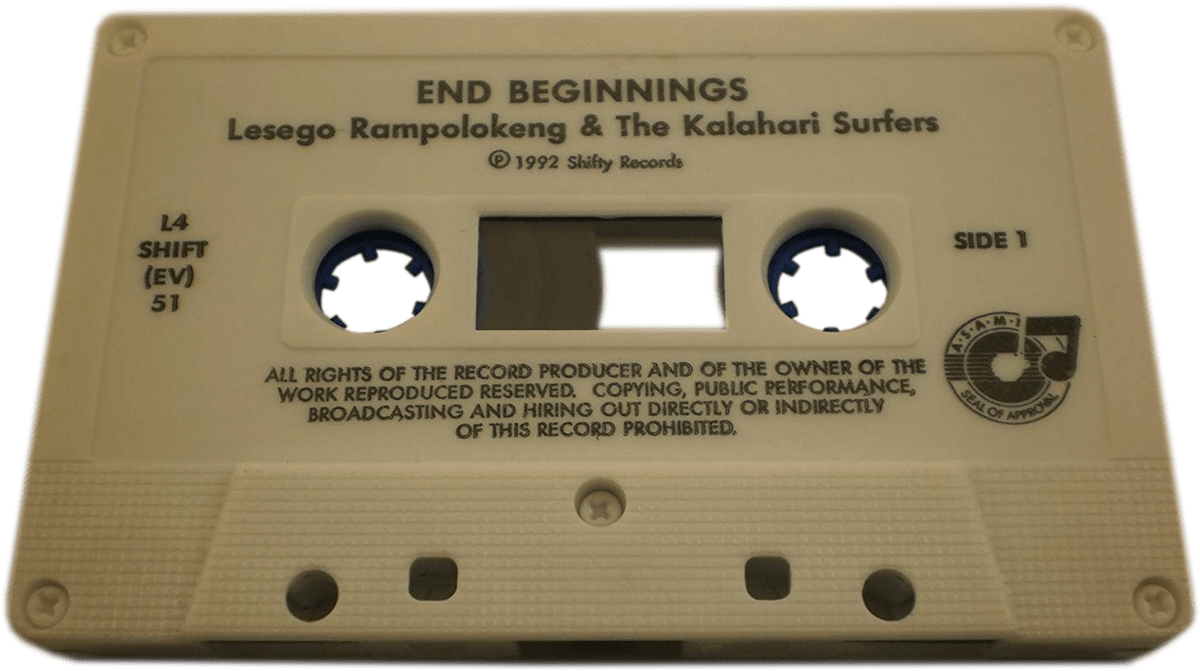 END BEGINNINGS
Lesego Rampolokeng & The Kalahari Surfers
℗ 1992 Shifty Records
L4
SHIFT
(EV)
51
SIDE 1
A·S·A·M·I
SEAL OF APPROVAL
ALL RIGHTS OF THE RECORD PRODUCER AND OF THE OWNER OF THE
WORK REPRODUCED RESERVED. COPYING, PUBLIC PERFORMANCE,
BROADCASTING AND HIRING OUT DIRECTLY OR INDIRECTLY
OF THIS RECORD PROHIBITED.